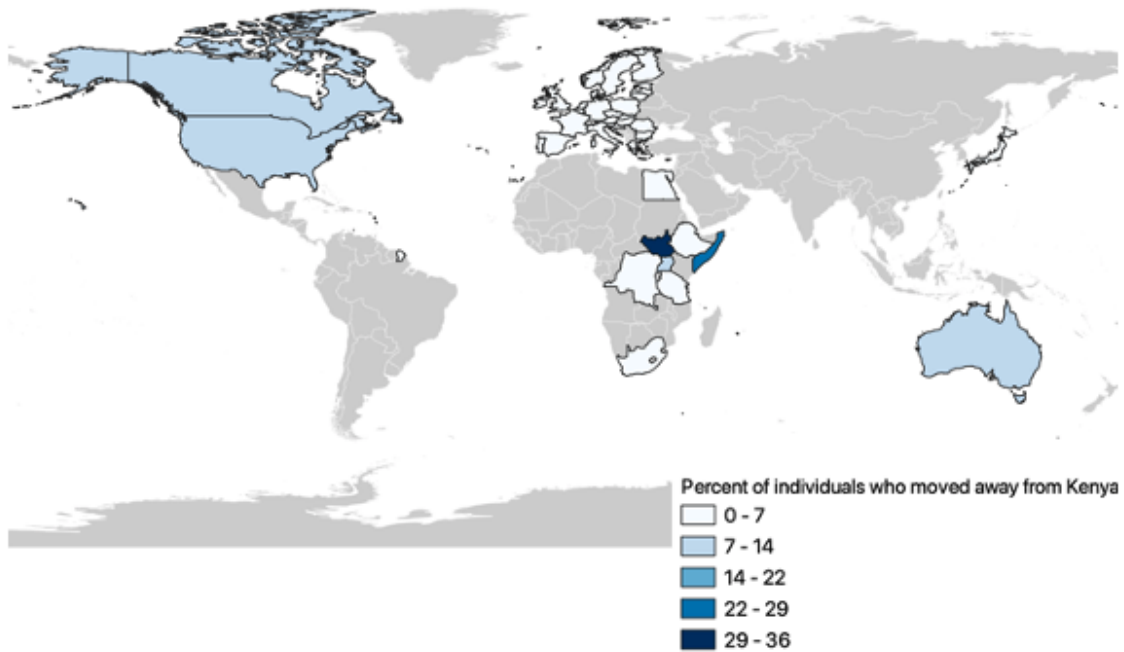 Percent of individuals who moved away from Kenya
0 - 7
7 - 14
14 - 22
22 - 29
29 - 36